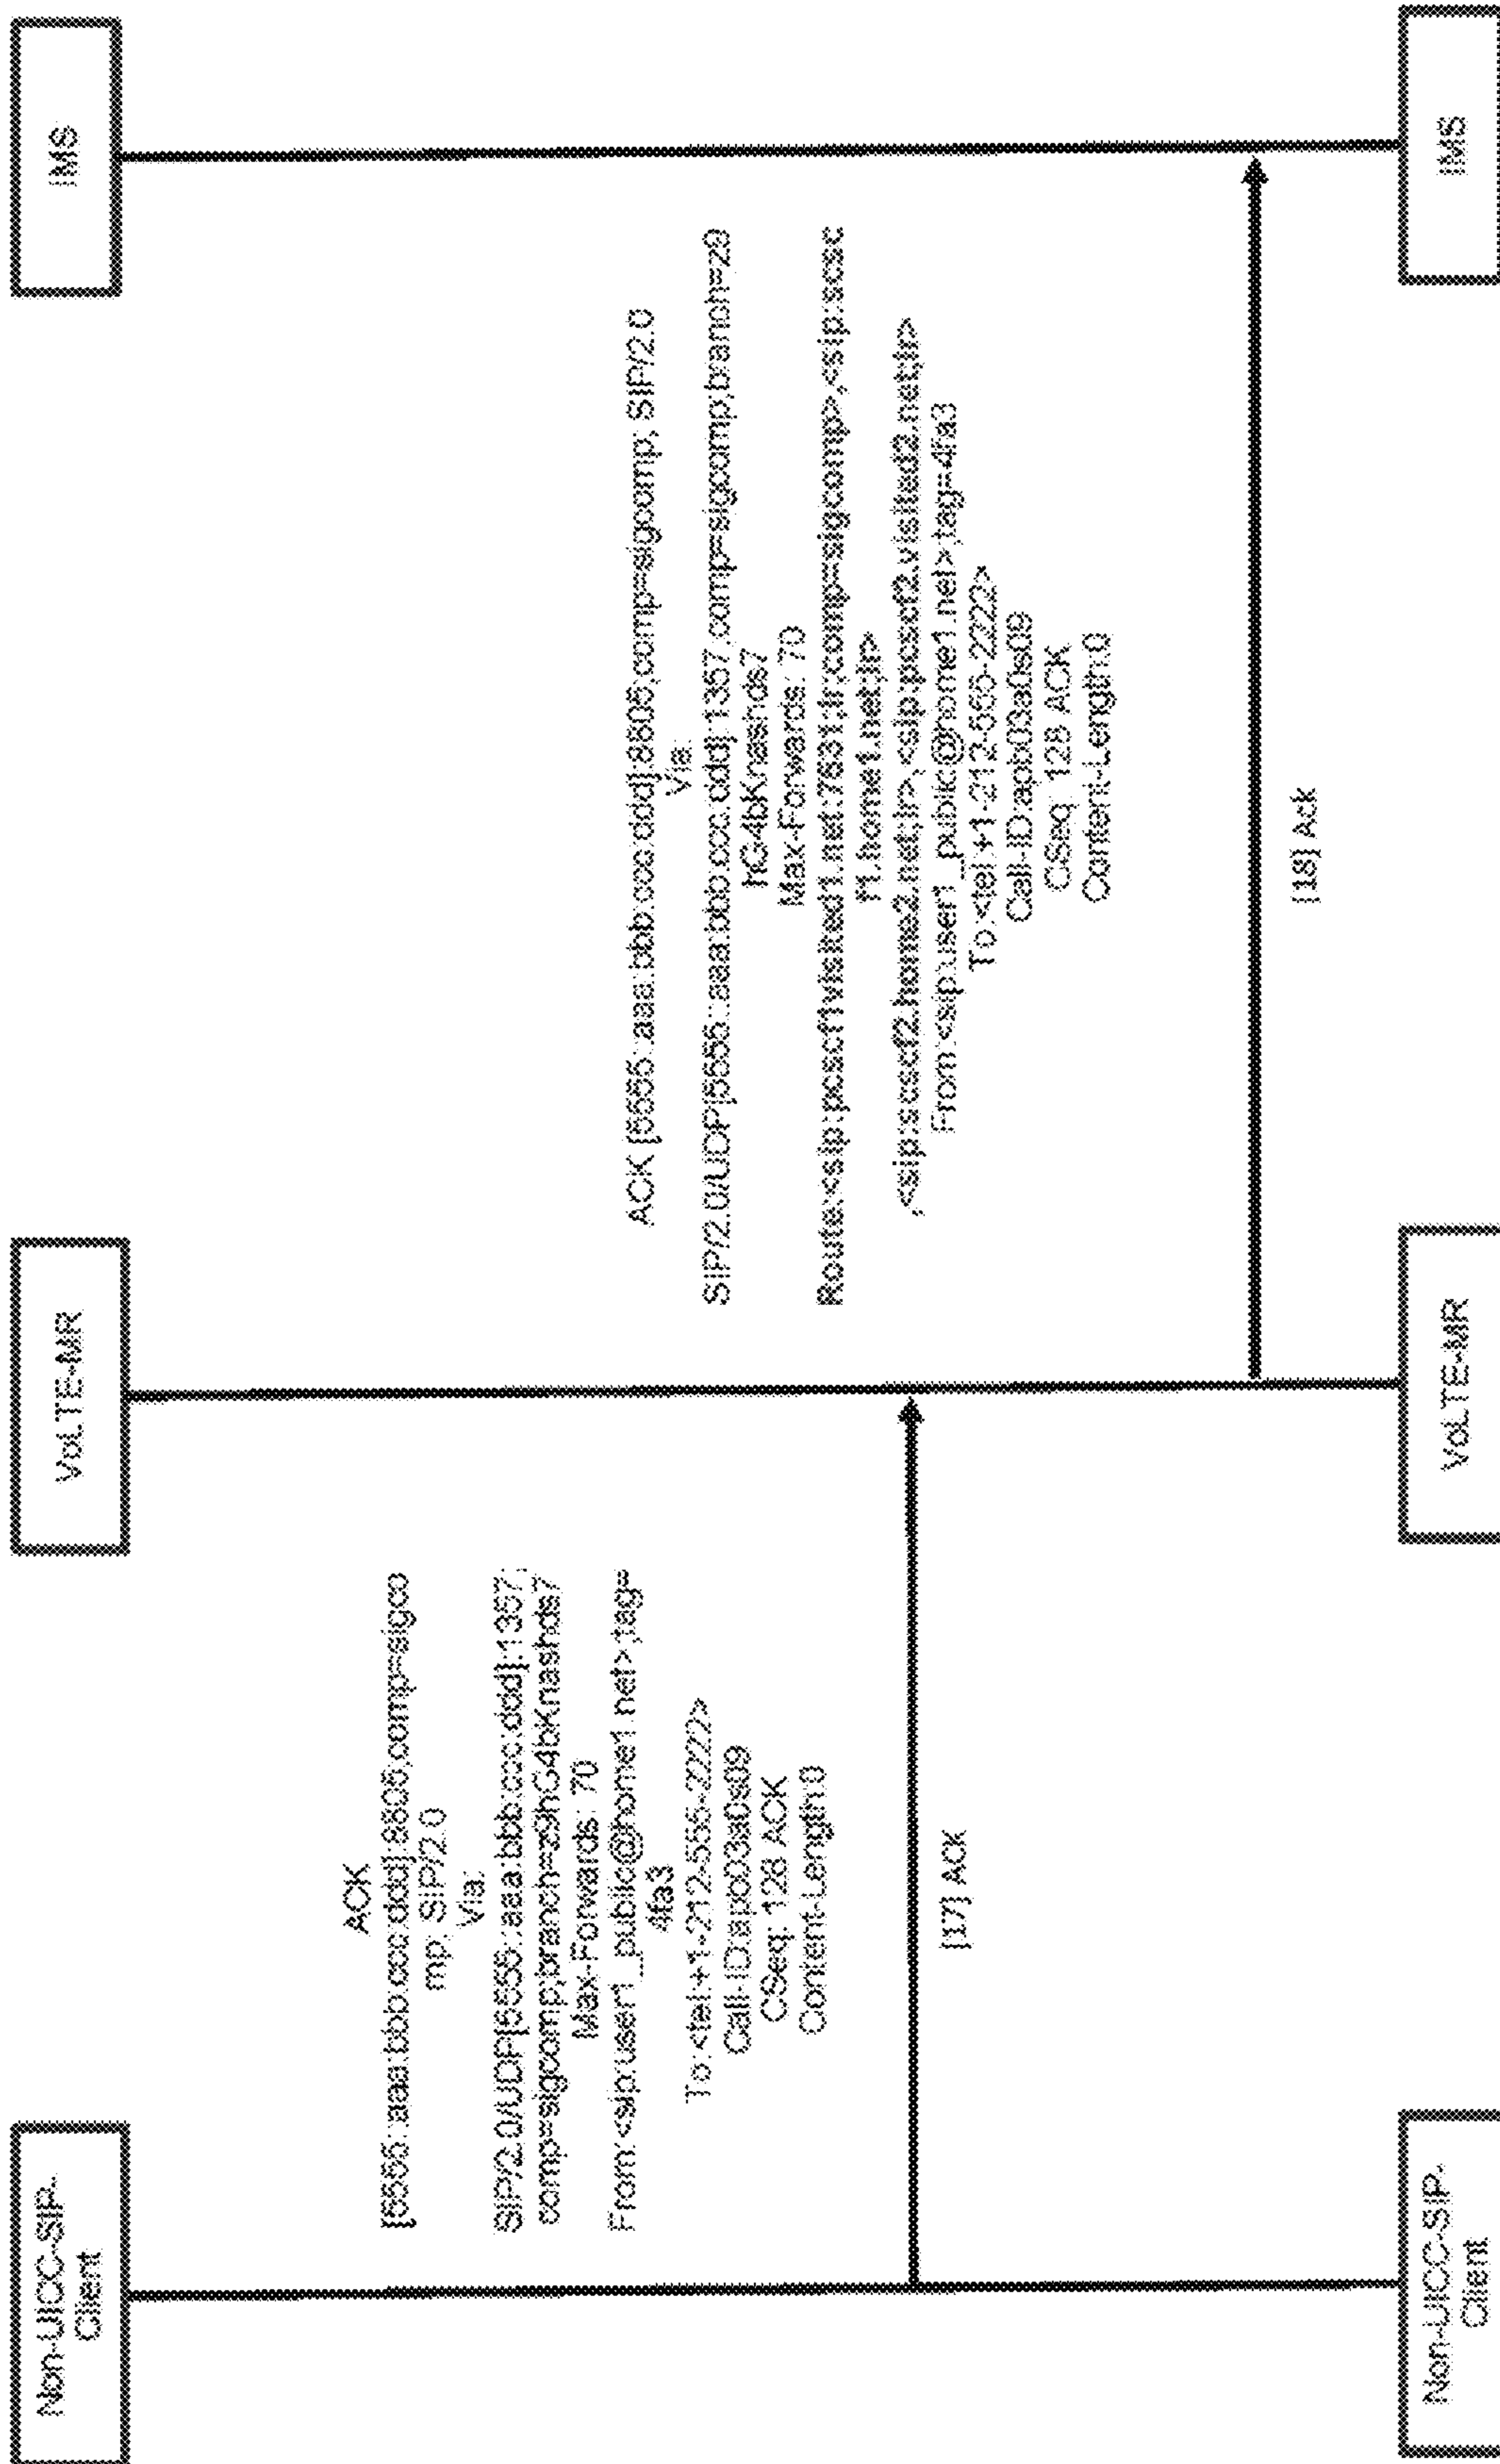 Non-UICC-SIP-
Client
VoLTE-MR
IMS
ACK
[5555::aaa:bbb:ccc:ddd]:8805;comp=sigco
mp; SIP/2.0
Via:
SIP/2.0/UDP[5555::aaa:bbb:ccc:ddd]:1357;
comp=sigcomp;branch=z9hG4bKnashds7
Max-Forwards: 70
From:<sip:user1_public@home1.net>;tag=
4fa3
To:<tel:+1-212-555-2222>
Call-ID:apb03a0s09
CSeq: 128 ACK
Content-Length:0
[17] ACK
ACK [5555::aaa:bbb:ccc:ddd]:8805;comp=sigcomp; SIP/2.0
Via:
SIP/2.0/UDP[5555::aaa:bbb:ccc:ddd]:1357;comp=sigcomp;branch=z9
hG4bKnashds7
Max-Forwards: 70
Route:<sip:pcscf1visited1.net:7531;lr;comp=sigcomp>,<sip:scsc
f1.home1.net;lr>
,<sip:scscf2.home2.net;lr>,<sip:pcscf2.visited2.net;lr>
From:<sip:user1_public@home1.net>;tag=4fa3
To:<tel:+1-212-555-2222>
Call-ID:apb03a0s09
CSeq: 128 ACK
Content-Length:0
[18] Ack
Non-UICC-SIP-
Client
VoLTE-MR
IMS